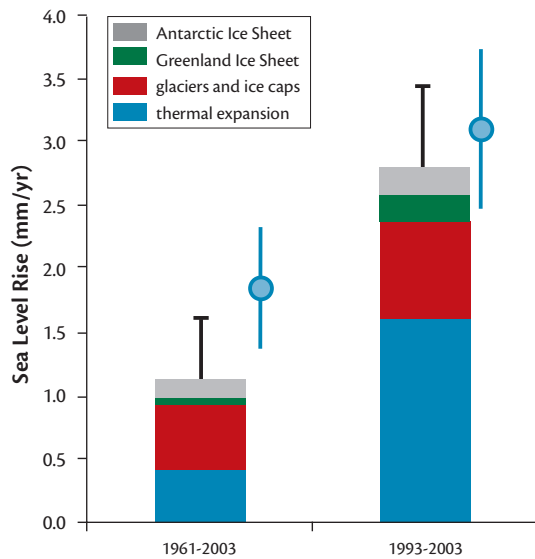 4.0
3.5
3.0
2.5
2.0
1.5
1.0
0.5
0.0
Sea Level Rise (mm/yr)
Antarctic Ice Sheet
Greenland Ice Sheet
glaciers and ice caps
thermal expansion
1961-2003
1993-2003